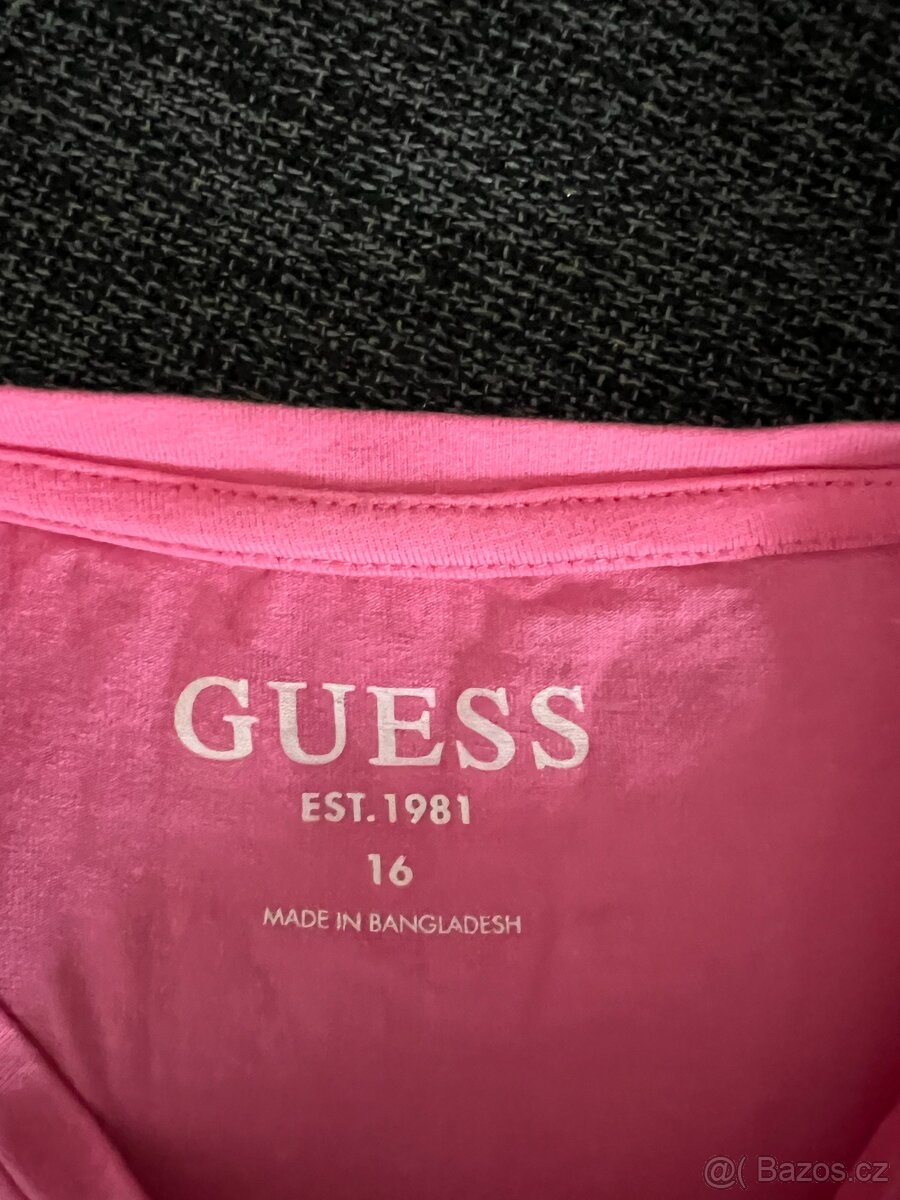 GUESS
EST. 1981
16
MADE IN BANGLADESH
@( Bazos.cz